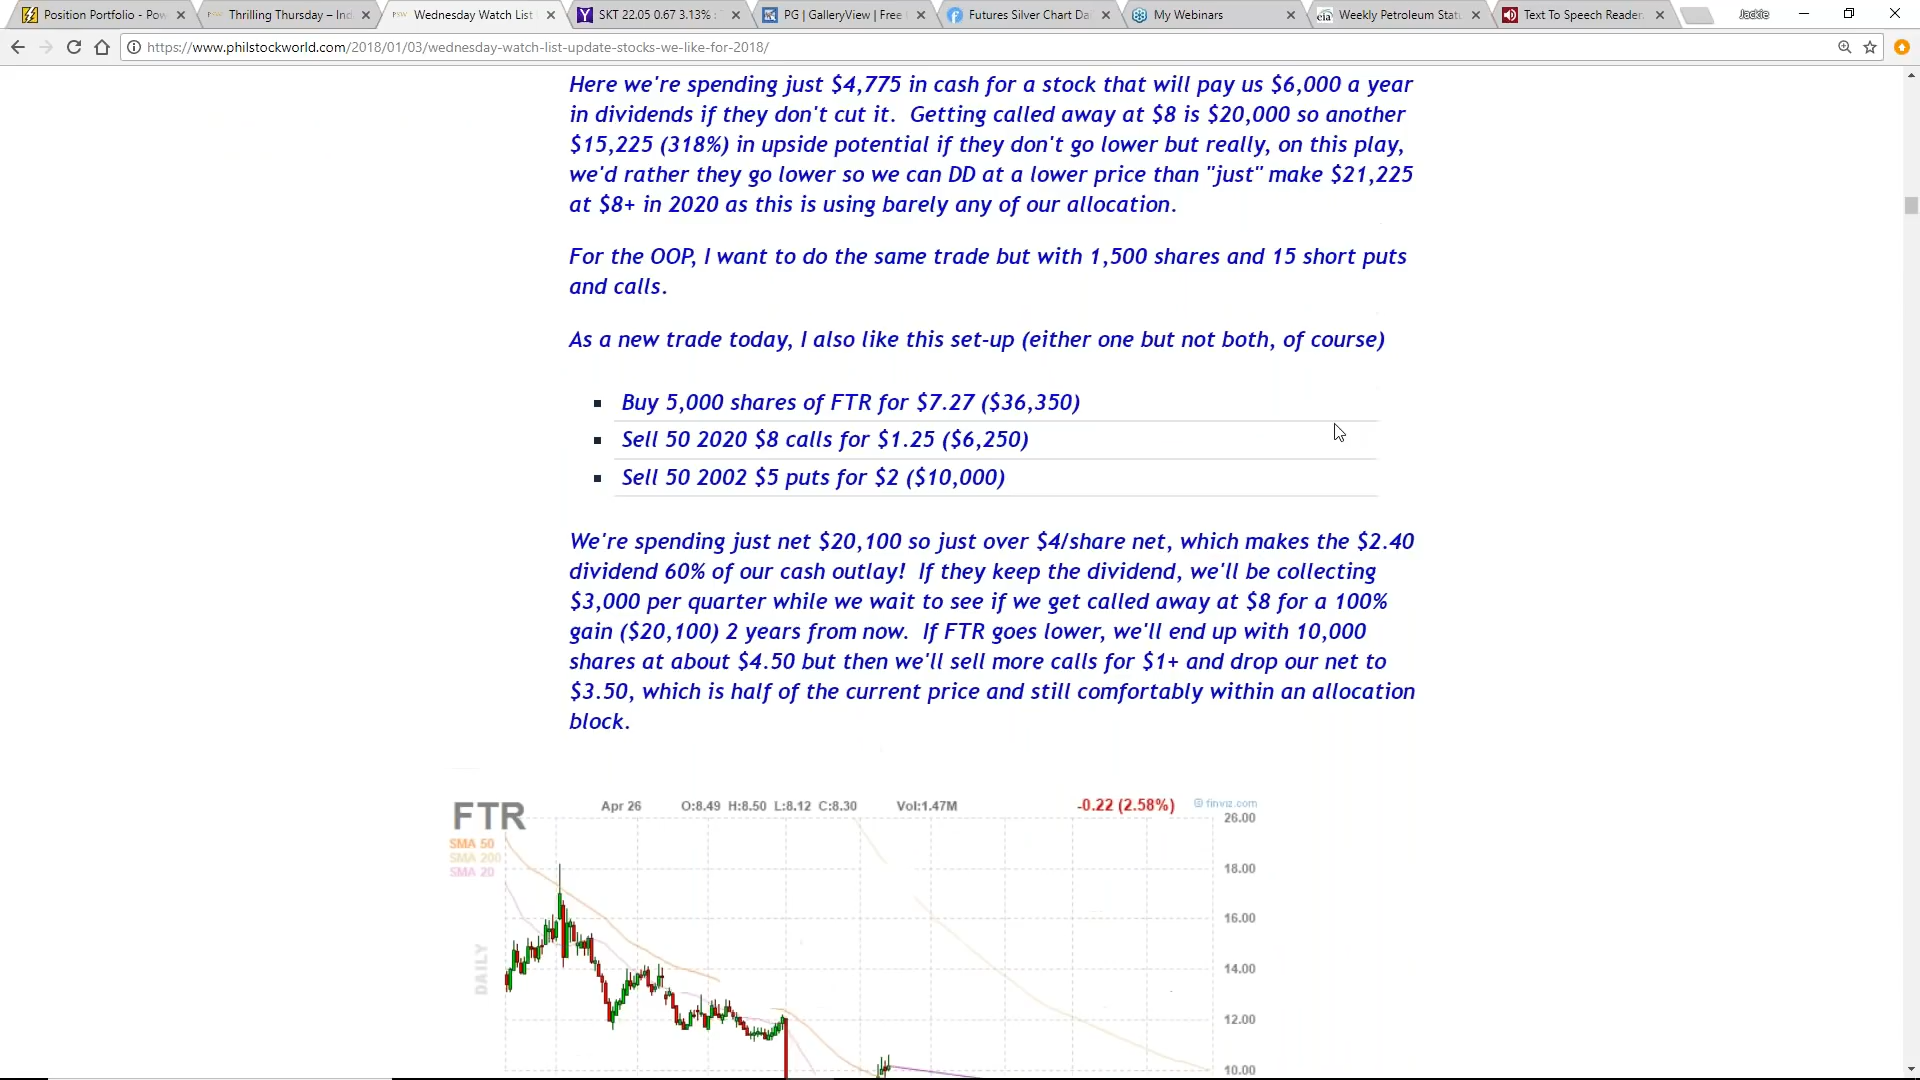 Position Portfolio - Pow
Thrilling Thursday – Ind
Wednesday Watch List
SKT 22.05 0.67 3.13% :
PG | GalleryView | Free
Futures Silver Chart Da
My Webinars
Weekly Petroleum Stat
Text To Speech Reader
Jackie
https://www.philstockworld.com/2018/01/03/wednesday-watch-list-update-stocks-we-like-for-2018/
Here we're spending just $4,775 in cash for a stock that will pay us $6,000 a year
in dividends if they don't cut it.  Getting called away at $8 is $20,000 so another
$15,225 (318%) in upside potential if they don't go lower but really, on this play,
we'd rather they go lower so we can DD at a lower price than "just" make $21,225
at $8+ in 2020 as this is using barely any of our allocation.
For the OOP, I want to do the same trade but with 1,500 shares and 15 short puts
and calls.
As a new trade today, I also like this set-up (either one but not both, of course)
Buy 5,000 shares of FTR for $7.27 ($36,350)
Sell 50 2020 $8 calls for $1.25 ($6,250)
Sell 50 2002 $5 puts for $2 ($10,000)
We're spending just net $20,100 so just over $4/share net, which makes the $2.40
dividend 60% of our cash outlay!  If they keep the dividend, we'll be collecting
$3,000 per quarter while we wait to see if we get called away at $8 for a 100%
gain ($20,100) 2 years from now.  If FTR goes lower, we'll end up with 10,000
shares at about $4.50 but then we'll sell more calls for $1+ and drop our net to
$3.50, which is half of the current price and still comfortably within an allocation
block.
FTR
Apr 26 O:8.49 H:8.50 L:8.12 C:8.30 Vol:1.47M -0.22 (2.58%) © finviz.com
SMA 50
SMA 200
SMA 20
DAILY
26.00
18.00
16.00
14.00
12.00
10.00